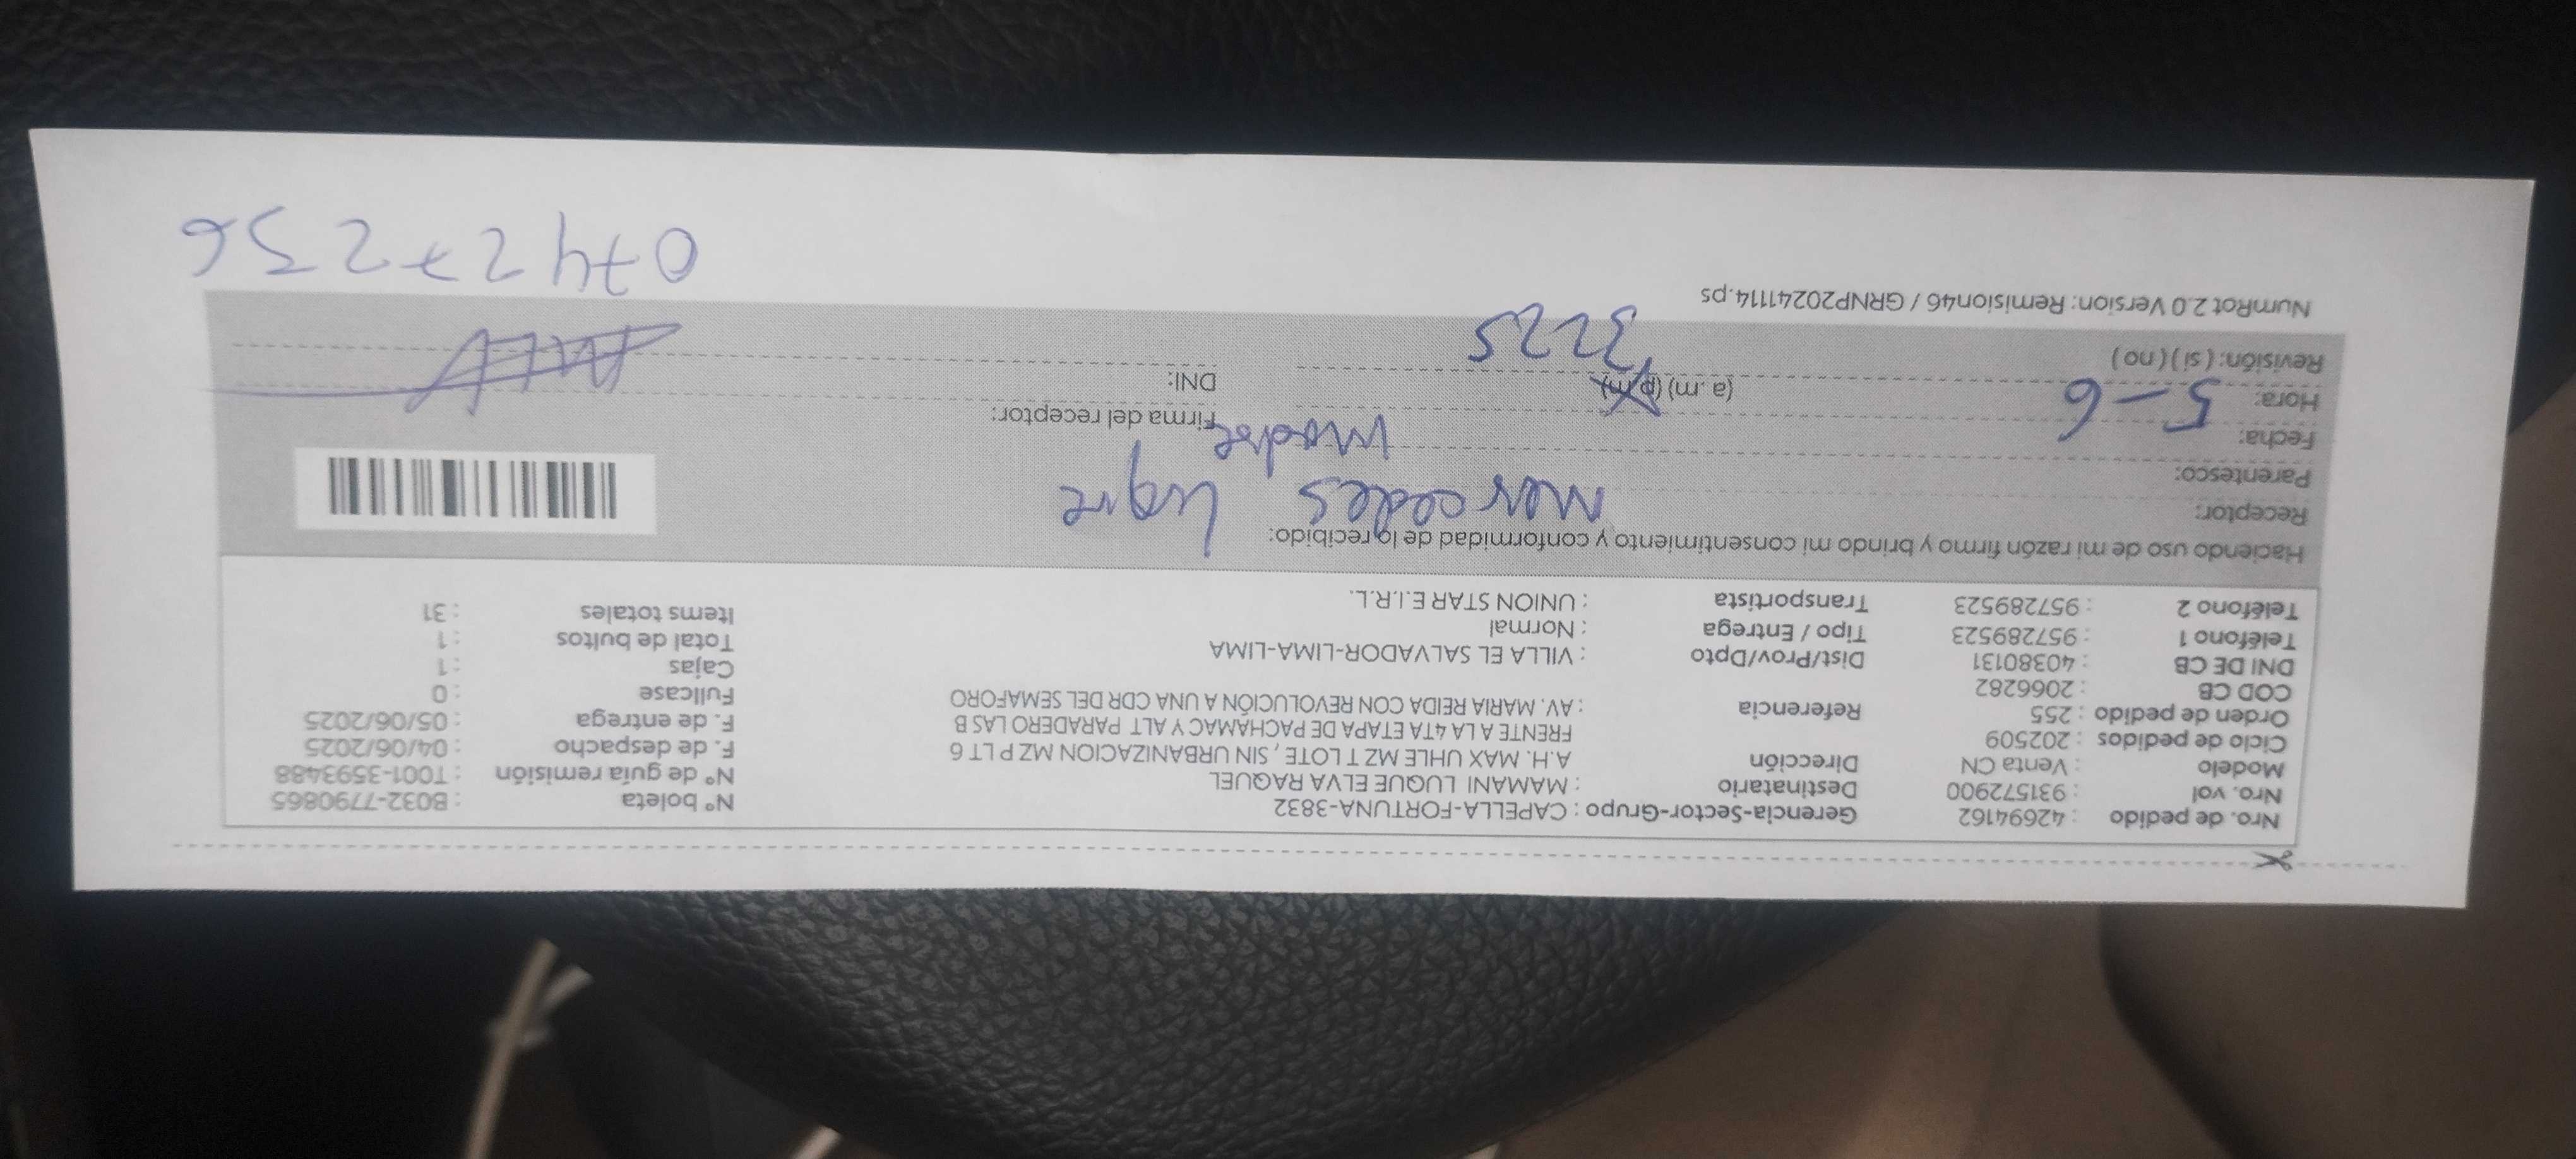 Nro. de pedido : 42694162
Nro. vol : 931572900
Modelo : Venta CN
Ciclo de pedidos : 202509
Orden de pedido : 255
COD CB : 2066282
DNI DE CB : 40380131
Teléfono 1 : 957289523
Teléfono 2 : 957289523
Gerencia-Sector-Grupo : CAPELLA-FORTUNA-3832
Destinatario : MAMANI LUQUE ELVA RAQUEL
Dirección A.H. MAX UHLE MZ T LOTE , SIN URBANIZACION MZ P LT 6
FRENTE A LA 4TA ETAPA DE PACHAMAC Y ALT PARADERO LAS B
Referencia : AV. MARIA REIDA CON REVOLUCIÓN A UNA CDR DEL SEMAFORO
Dist/Prov/Dpto : VILLA EL SALVADOR-LIMA-LIMA
Tipo / Entrega : Normal
Transportista : UNION STAR E.I.R.L.
N° boleta : B032-7790865
N° de guía remisión : T001-3593488
F. de despacho : 04/06/2025
F. de entrega : 05/06/2025
Fullcase : 0
Cajas : 1
Total de bultos : 1
Items totales : 31
Haciendo uso de mi razón firmo y brindo mi consentimiento y conformidad de lo recibido:
Receptor: Mercedes Luque
Parentesco: Madre
Fecha: 5-6
Hora: (a.m) (p.m) 3225
Revisión: ( si ) ( no )
Firma del receptor:
DNI:
NumRot 2.0 Version: Remision46 / GRNP20241114.ps